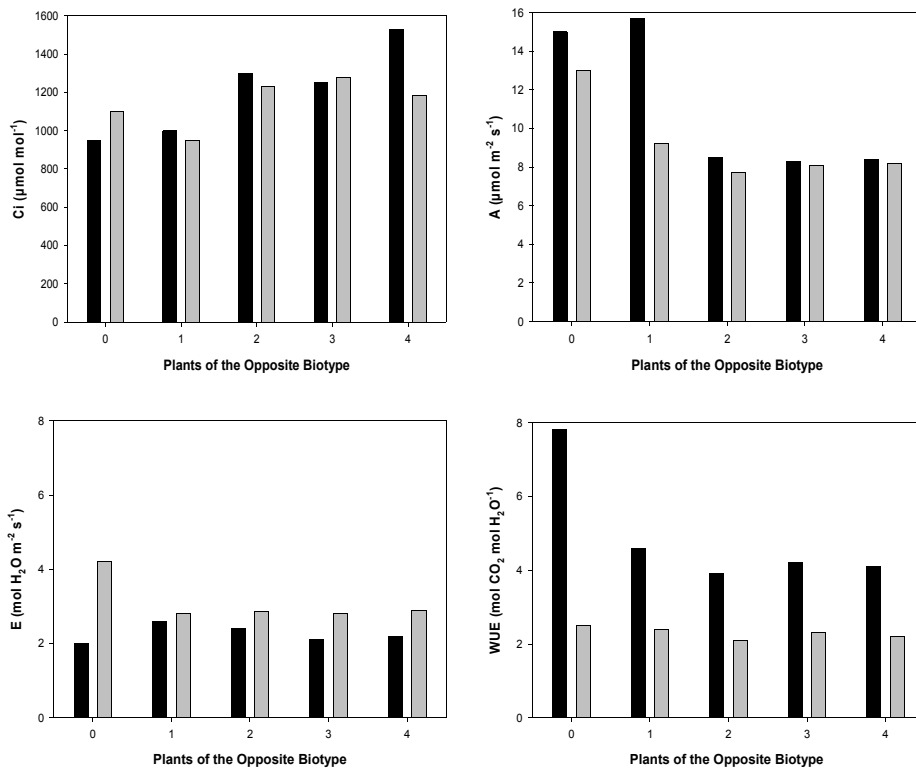 Ci (µmol mol⁻¹)
1600
1400
1200
1000
800
600
400
200
0
0 1 2 3 4
Plants of the Opposite Biotype
A (µmol m⁻² s⁻¹)
16
14
12
10
8
6
4
2
0
0 1 2 3 4
Plants of the Opposite Biotype
E (mol H₂O m⁻² s⁻¹)
8
6
4
2
0
0 1 2 3 4
Plants of the Opposite Biotype
WUE (mol CO₂ mol H₂O⁻¹)
8
6
4
2
0
0 1 2 3 4
Plants of the Opposite Biotype